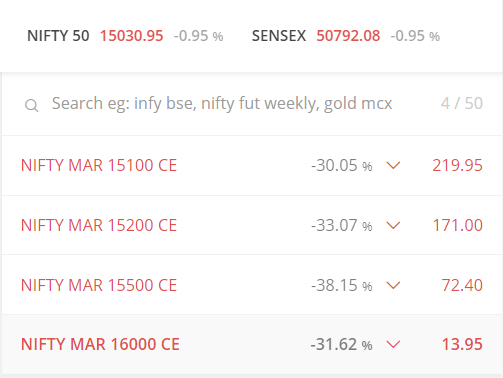 NIFTY 50 15030.95 -0.95 % SENSEX 50792.08 -0.95 %
Search eg: infy bse, nifty fut weekly, gold mcx 4 / 50
NIFTY MAR 15100 CE -30.05 % 219.95
NIFTY MAR 15200 CE -33.07 % 171.00
NIFTY MAR 15500 CE -38.15 % 72.40
NIFTY MAR 16000 CE -31.62 % 13.95